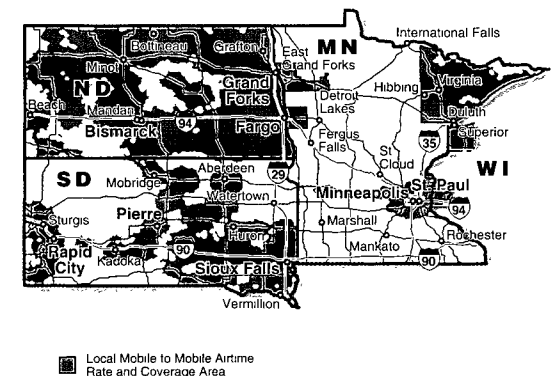 International Falls
MN
Bottineau
Grafton
East
Grand Forks
Minot
ND
Grand
Forks
Virginia
Hibbing
Detroit
Lakes
Beach
Mandan
Bismarck
94
Fargo
Duluth
Superior
35
Fergus
Falls
WI
SD
Mobridge
Aberdeen
29
St
Cloud
Watertown
Minneapolis
St. Paul
94
Pierre
Sturgis
Huron
Marshall
Rochester
Mankato
Rapid
City
Kadoka
90
Sioux Falls
90
Vermillion
Local Mobile to Mobile Airtime
Rate and Coverage Area